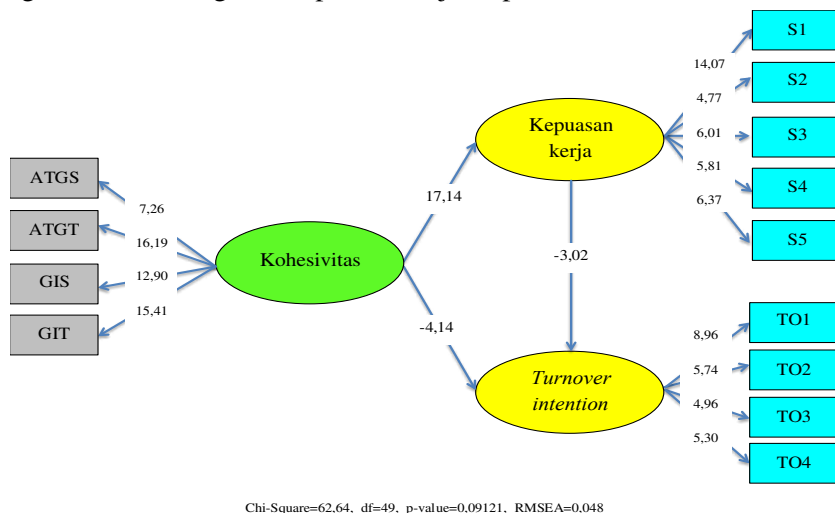 S1
14,07
S2
4,77
Kepuasan
kerja
6,01
S3
5,81
S4
6,37
S5
ATGS
7,26
ATGT
16,19
GIS
12,90
GIT
15,41
Kohesivitas
17,14
-3,02
-4,14
TO1
8,96
TO2
5,74
Turnover
intention
4,96
TO3
5,30
TO4
Chi-Square=62,64, df=49, p-value=0,09121, RMSEA=0,048